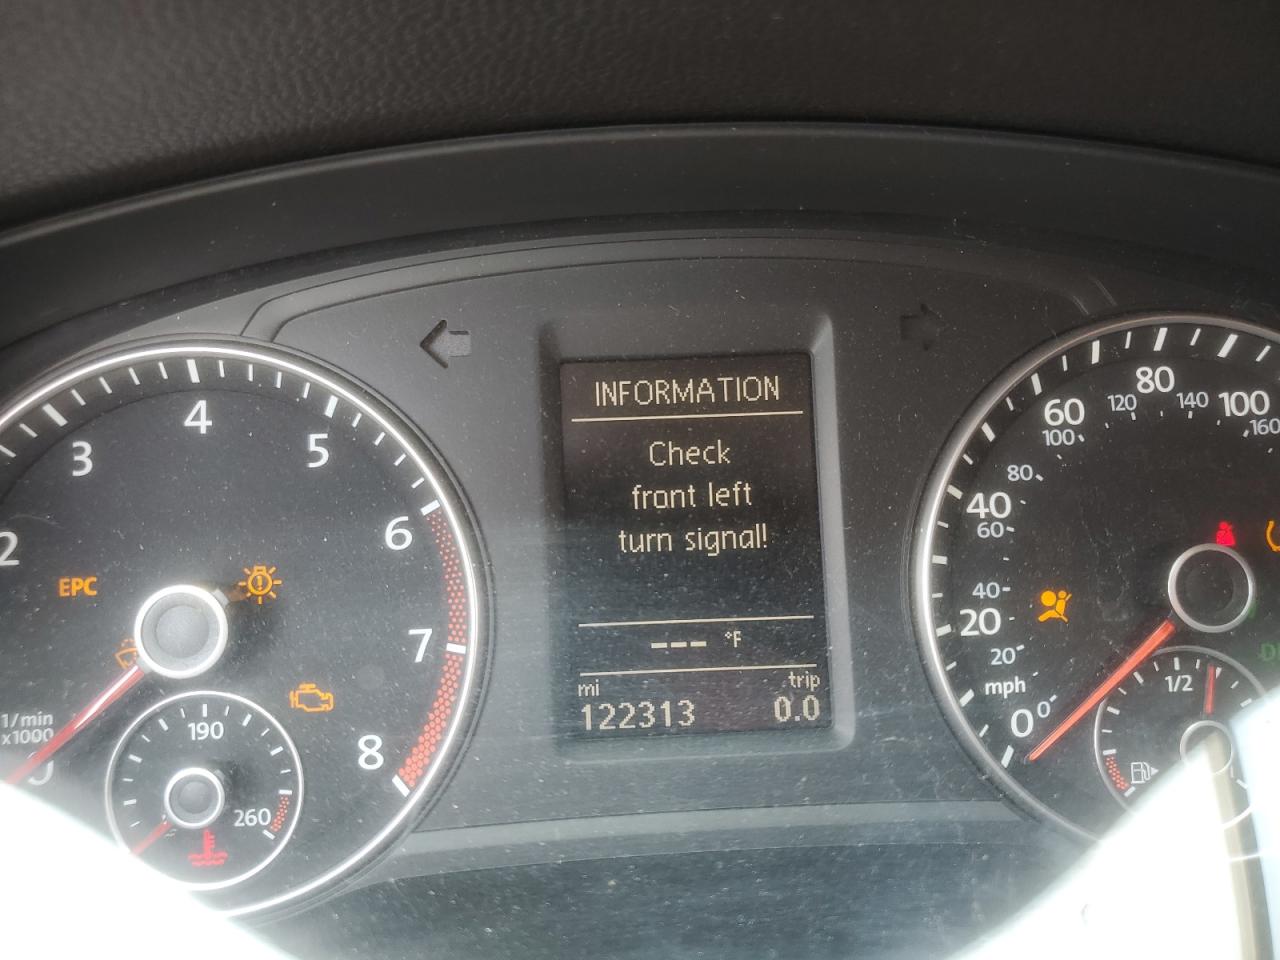 INFORMATION
Check
front left
turn signal!
--- °F
mi trip
122313 0.0
EPC
1/min
x1000
2
3
4
5
6
7
8
190
260
0
20
40
60
80
100
mph
0
20
40
60
80
100
120
140
160
1/2